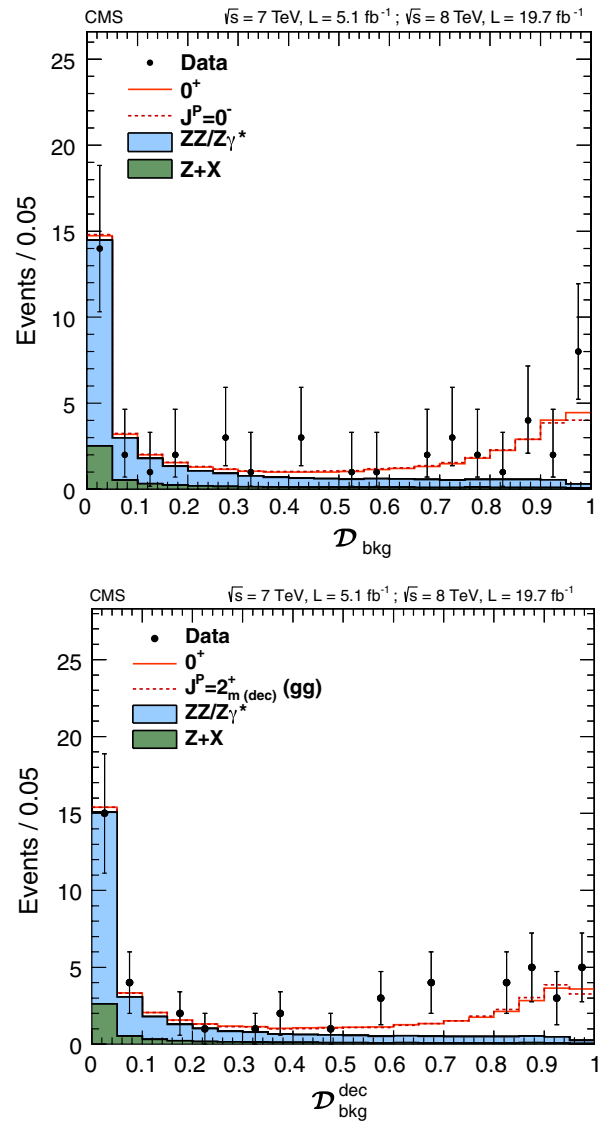 CMS √s = 7 TeV, L = 5.1 fb⁻¹ ; √s = 8 TeV, L = 19.7 fb⁻¹
25
20
15
10
5
0
Events / 0.05
Data
0⁺
Jᴾ=0⁻
ZZ/Zγ*
Z+X
0 0.1 0.2 0.3 0.4 0.5 0.6 0.7 0.8 0.9 1
𝒟 bkg
CMS √s = 7 TeV, L = 5.1 fb⁻¹ ; √s = 8 TeV, L = 19.7 fb⁻¹
25
20
15
10
5
0
Events / 0.05
Data
0⁺
Jᴾ=2⁺m (dec) (gg)
ZZ/Zγ*
Z+X
0 0.1 0.2 0.3 0.4 0.5 0.6 0.7 0.8 0.9 1
𝒟 dec bkg